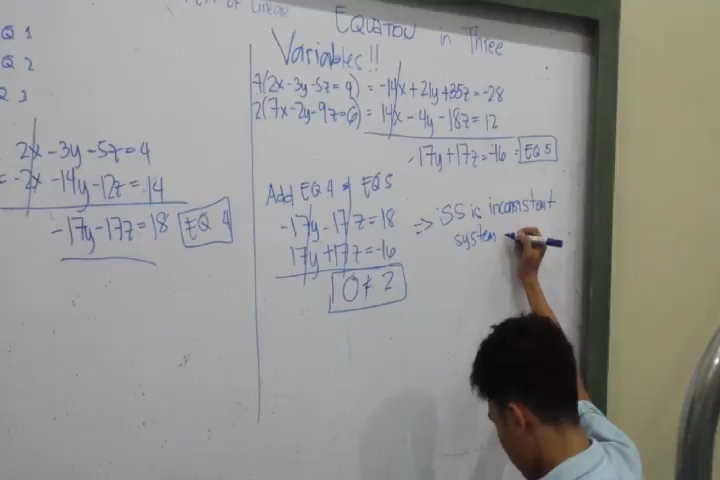 of Linear
EQUATION in Three
Variables!!
Q 1
Q 2
Q 3
2x -3y -5z = 4
= -2x -14y -12z = 14
-17y -17z = 18 EQ 4
-7(2x -3y -5z = 4) = -14x + 21y + 35z = -28
2(7x -2y -9z = 6) = 14x - 4y - 18z = 12
-17y + 17z = -16 = EQ 5
Add EQ 4 & EQ 5
-17y - 17z = 18
17y + 17z = -16
0 ≠ 2
=> SS is inconsistent
system